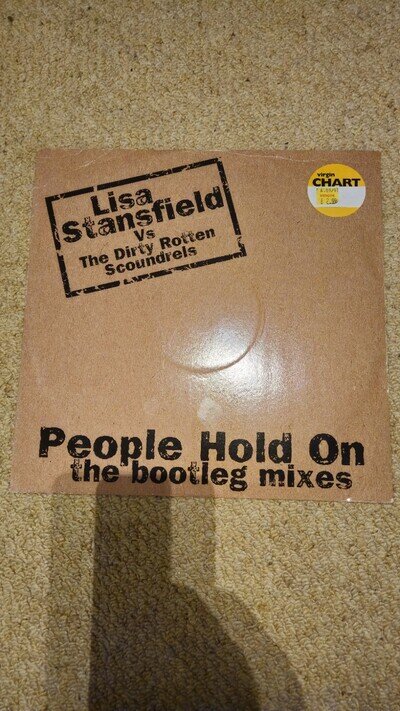 Lisa
Stansfield
Vs
The Dirty Rotten
Scoundrels
virgin
CHART
People Hold On
the bootleg mixes